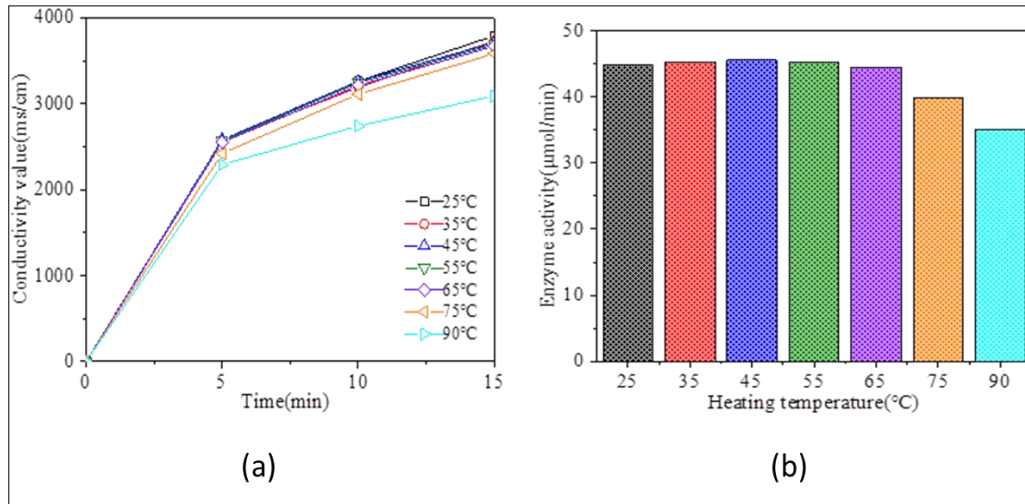 4000
3000
2000
1000
0
Conductivity value(ms/cm)
25°C
35°C
45°C
55°C
65°C
75°C
90°C
0 5 10 15
Time(min)
(a)
50
40
30
20
10
0
Enzyme activity(μmol/min)
25 35 45 55 65 75 90
Heating temperature(°C)
(b)